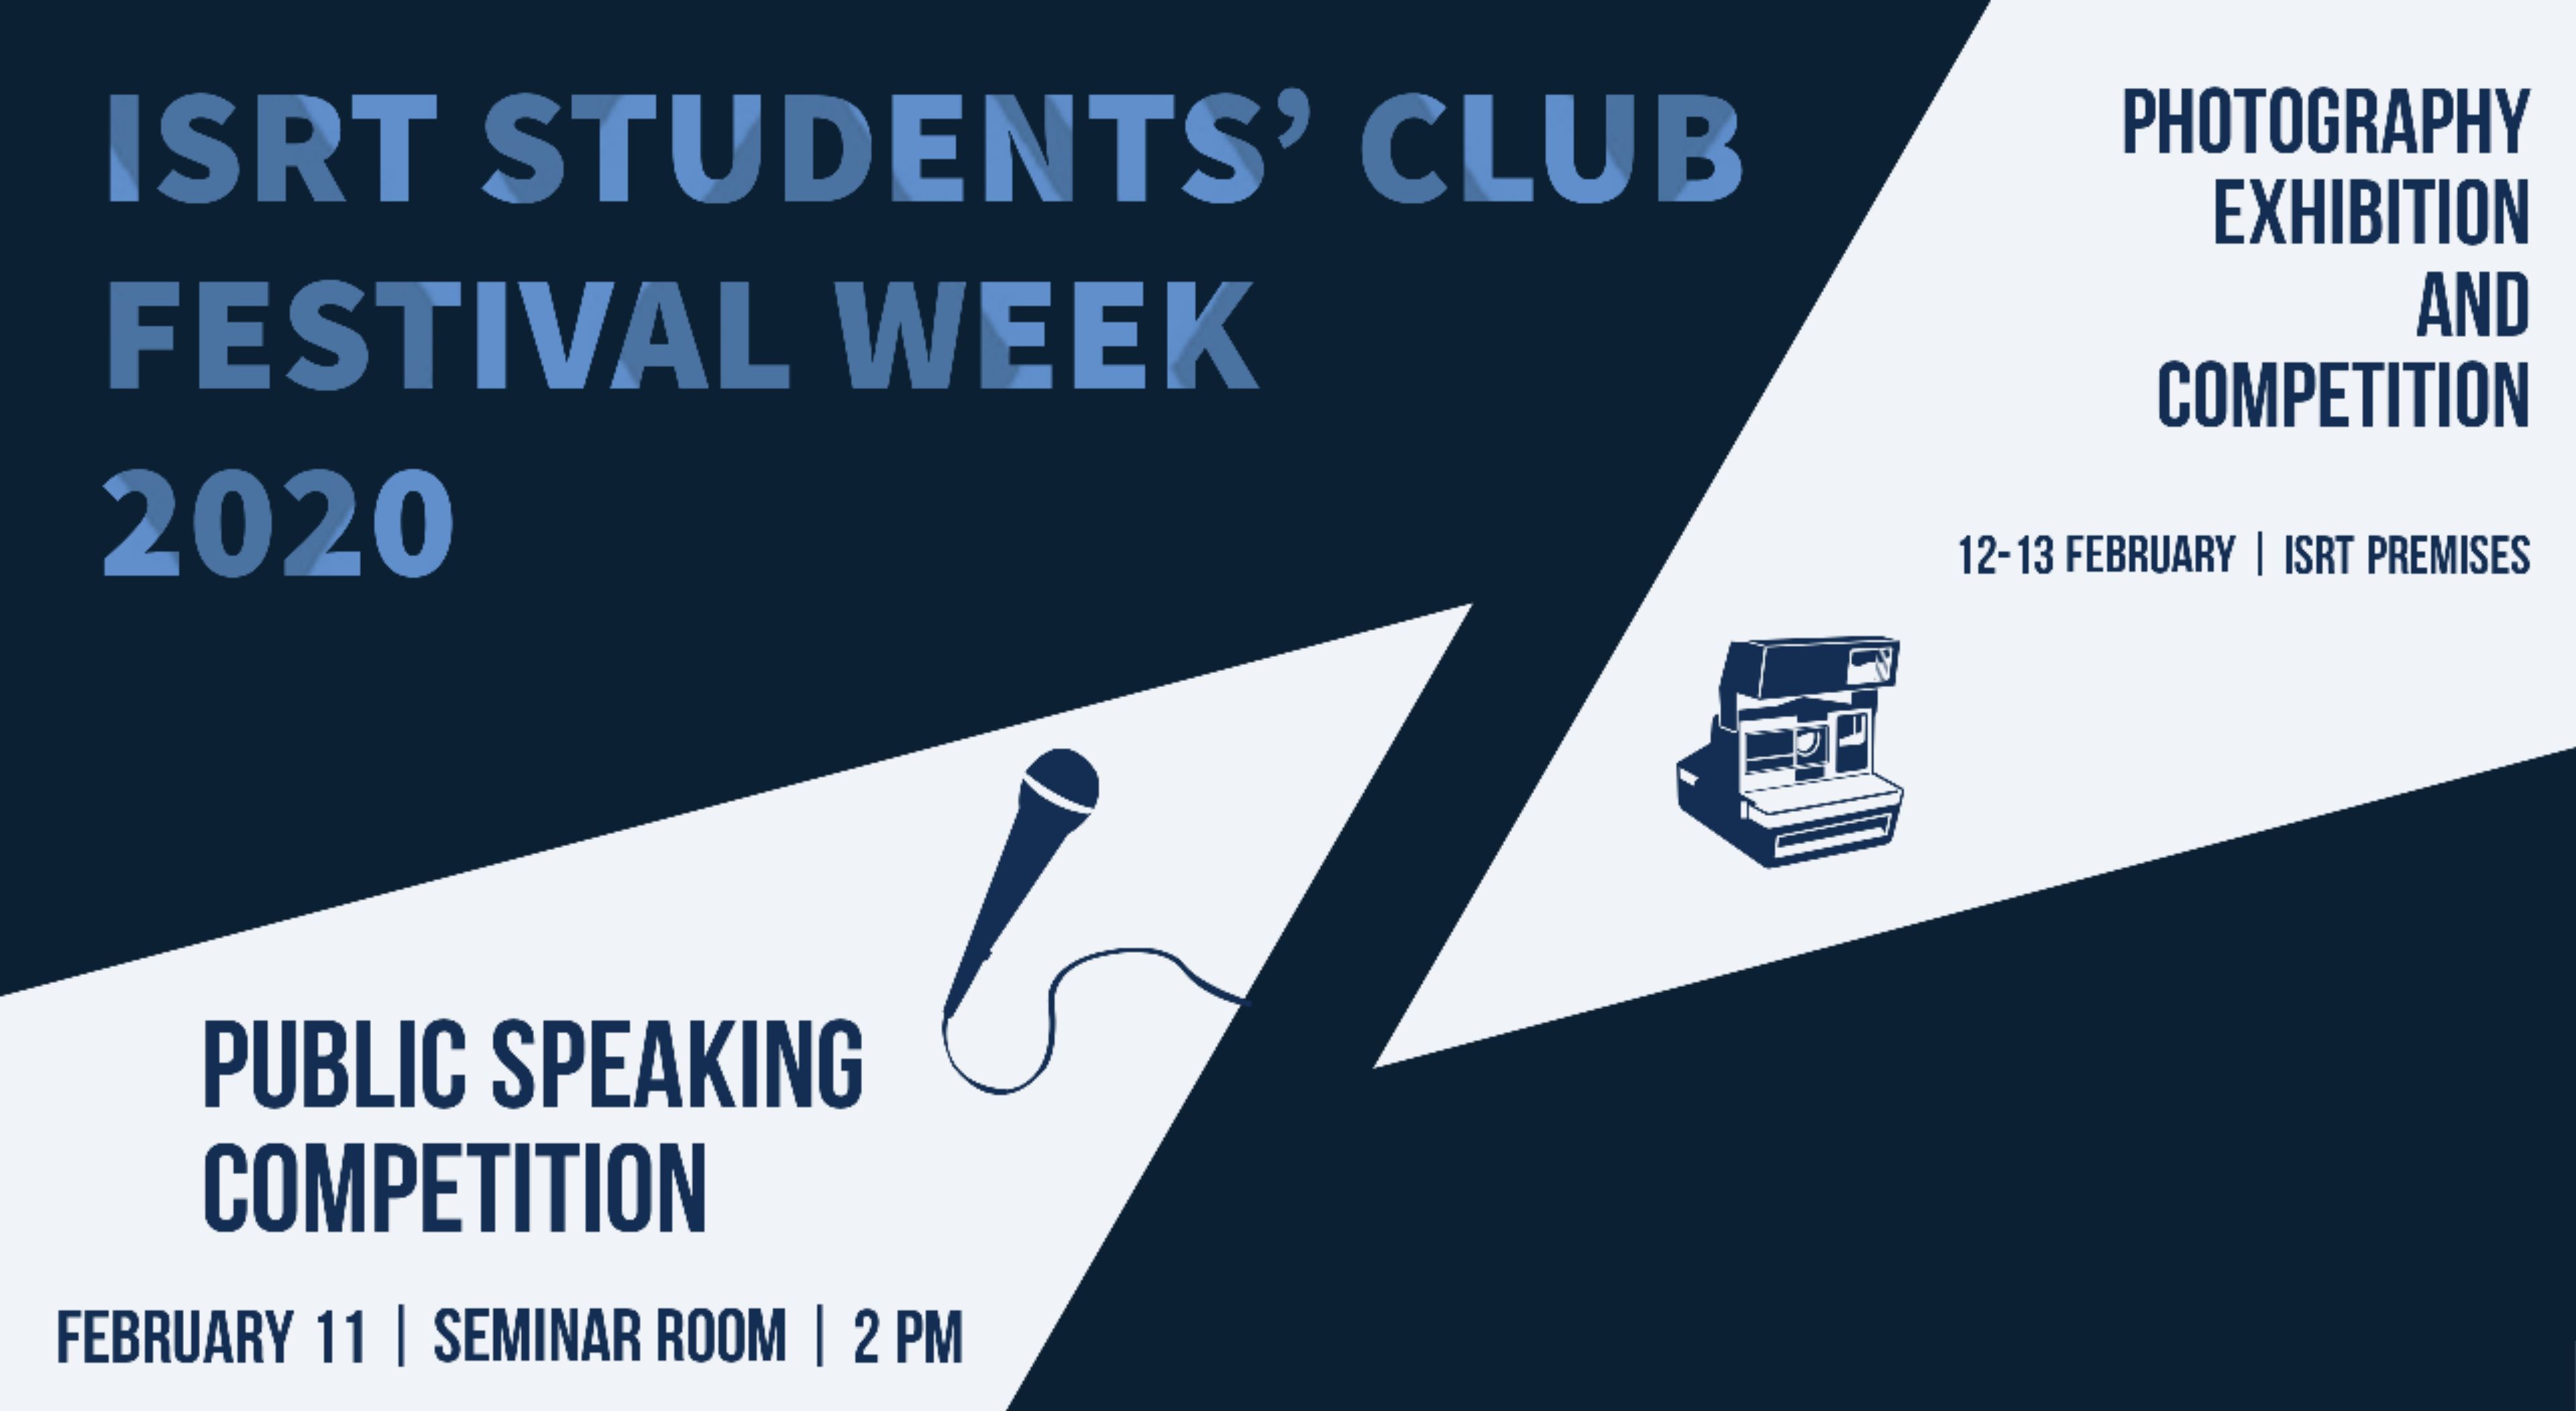 ISRT STUDENTS’ CLUB
FESTIVAL WEEK
2020
PHOTOGRAPHY
EXHIBITION
AND
COMPETITION
12-13 FEBRUARY | ISRT PREMISES
PUBLIC SPEAKING
COMPETITION
FEBRUARY 11 | SEMINAR ROOM | 2 PM